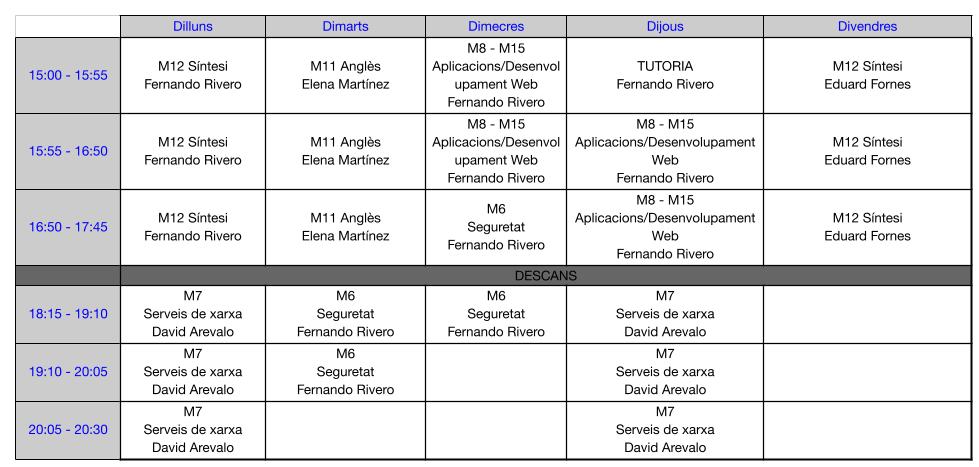 Dilluns Dimarts Dimecres Dijous Divendres
15:00 - 15:55
M12 Síntesi
Fernando Rivero
M11 Anglès
Elena Martínez
M8 - M15
Aplicacions/Desenvol
upament Web
Fernando Rivero
TUTORIA
Fernando Rivero
M12 Síntesi
Eduard Fornes
15:55 - 16:50
M12 Síntesi
Fernando Rivero
M11 Anglès
Elena Martínez
M8 - M15
Aplicacions/Desenvol
upament Web
Fernando Rivero
M8 - M15
Aplicacions/Desenvolupament
Web
Fernando Rivero
M12 Síntesi
Eduard Fornes
16:50 - 17:45
M12 Síntesi
Fernando Rivero
M11 Anglès
Elena Martínez
M6
Seguretat
Fernando Rivero
M8 - M15
Aplicacions/Desenvolupament
Web
Fernando Rivero
M12 Síntesi
Eduard Fornes
DESCANS
18:15 - 19:10
M7
Serveis de xarxa
David Arevalo
M6
Seguretat
Fernando Rivero
M6
Seguretat
Fernando Rivero
M7
Serveis de xarxa
David Arevalo
19:10 - 20:05
M7
Serveis de xarxa
David Arevalo
M6
Seguretat
Fernando Rivero
M7
Serveis de xarxa
David Arevalo
20:05 - 20:30
M7
Serveis de xarxa
David Arevalo
M7
Serveis de xarxa
David Arevalo